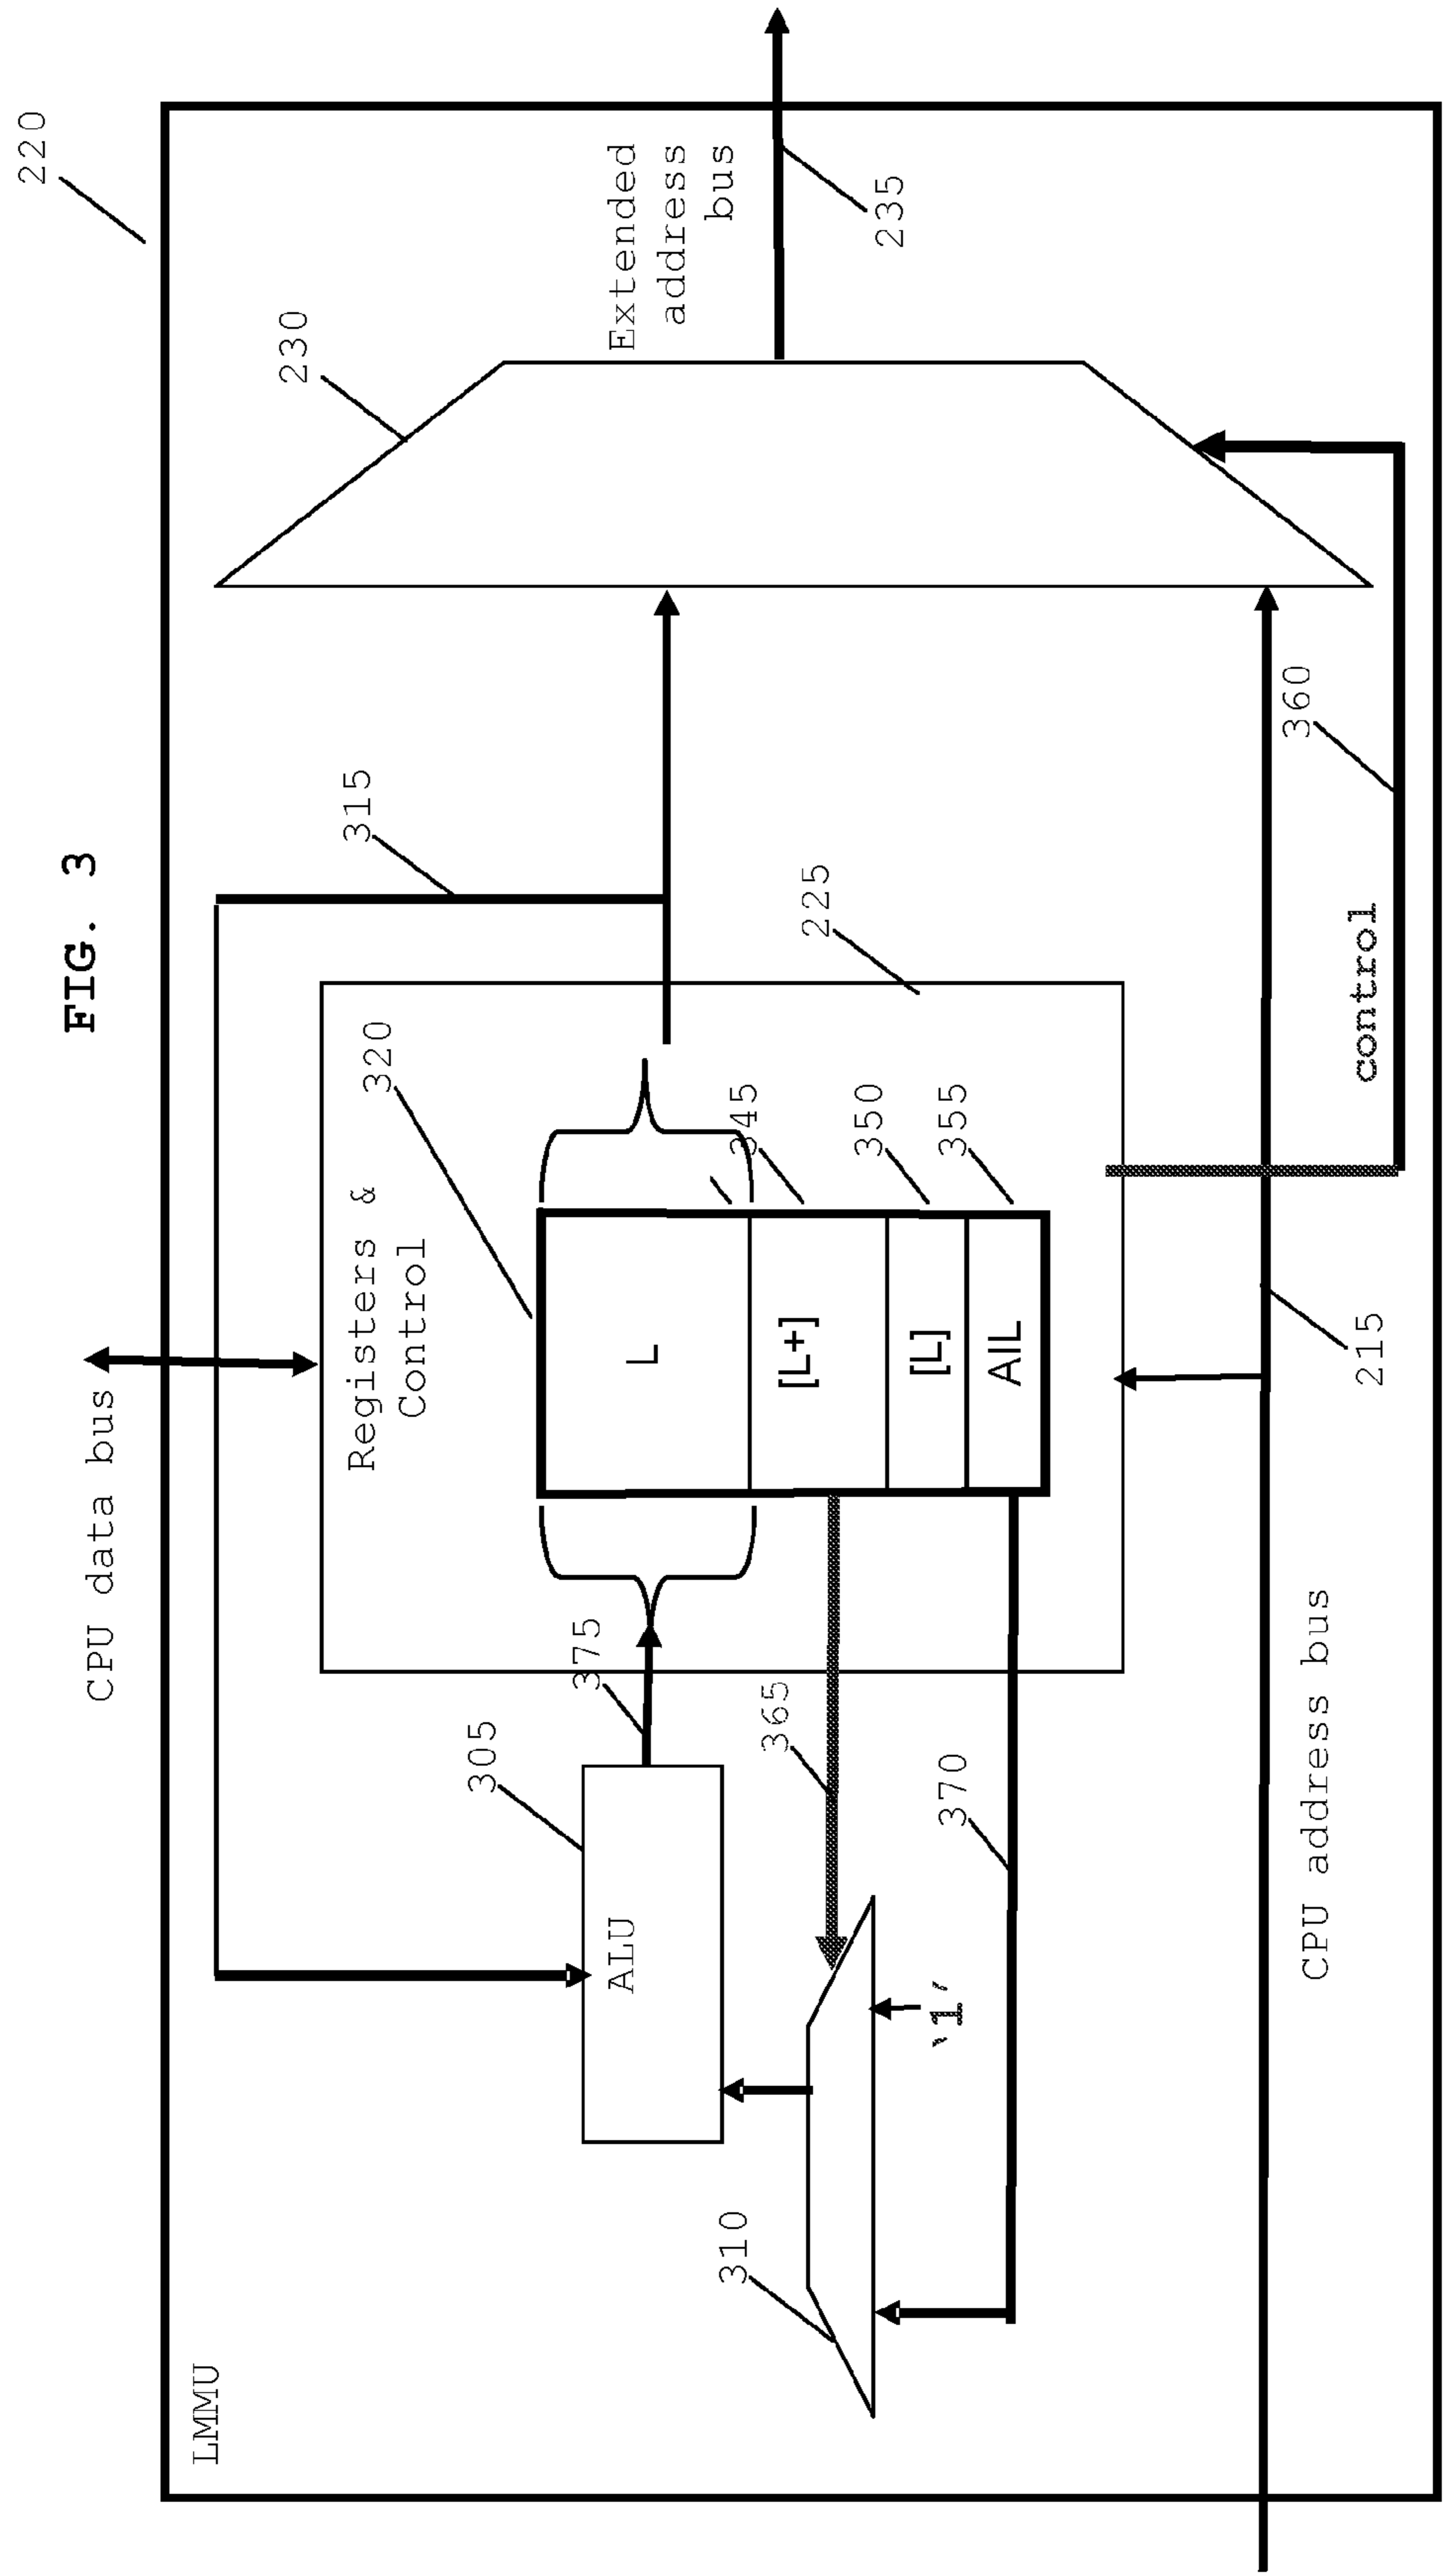 FIG. 3
220
LMMU
CPU data bus
315
230
Extended
address
bus
235
320
Registers &
Control
225
305
ALU
375
L
[L+]
[L]
AIL
345
350
355
310
365
'1'
370
360
control
CPU address bus
215